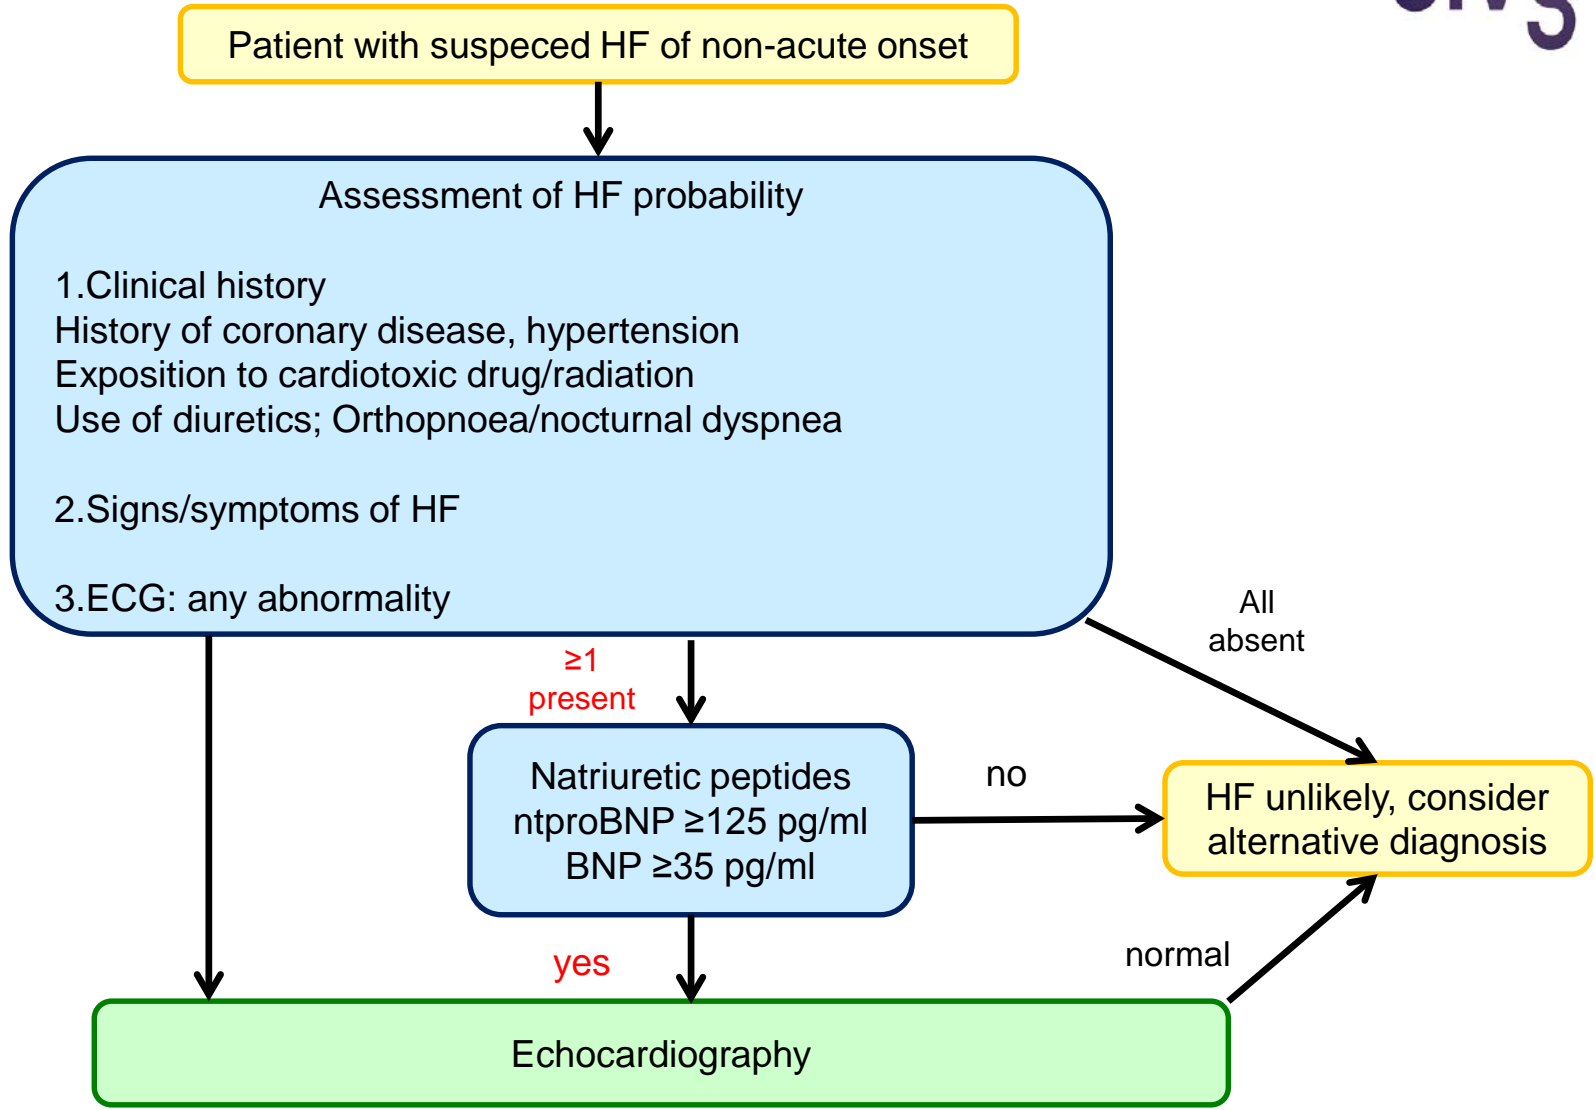 Patient with suspeced HF of non-acute onset
Assessment of HF probability
1.Clinical history
History of coronary disease, hypertension
Exposition to cardiotoxic drug/radiation
Use of diuretics; Orthopnoea/nocturnal dyspnea
2.Signs/symptoms of HF
3.ECG: any abnormality
All
absent
≥1
present
Natriuretic peptides
ntproBNP ≥125 pg/ml
BNP ≥35 pg/ml
no
HF unlikely, consider
alternative diagnosis
yes
normal
Echocardiography